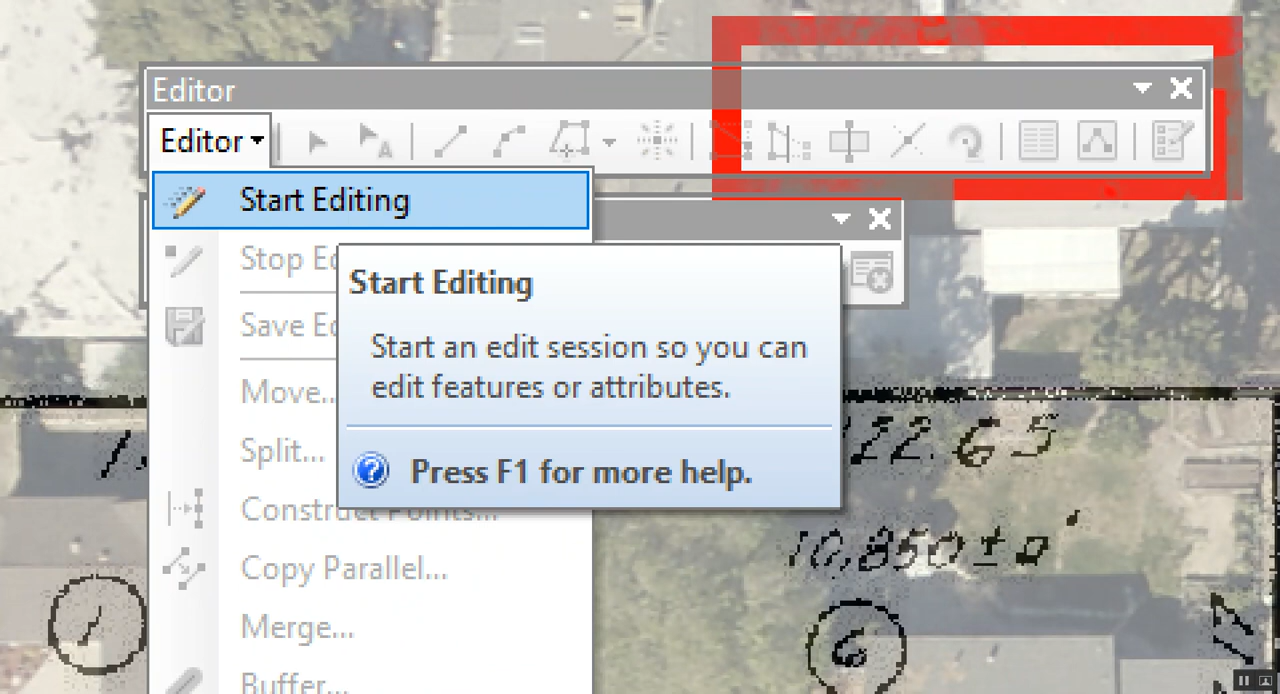 Editor
Editor
Start Editing
Stop Ed
Start Editing
Save Ed
Start an edit session so you can
edit features or attributes.
Move..
Split...
Press F1 for more help.
Construct Points...
Copy Parallel...
Merge...
Buffer...
22.65
10,850±
1
6